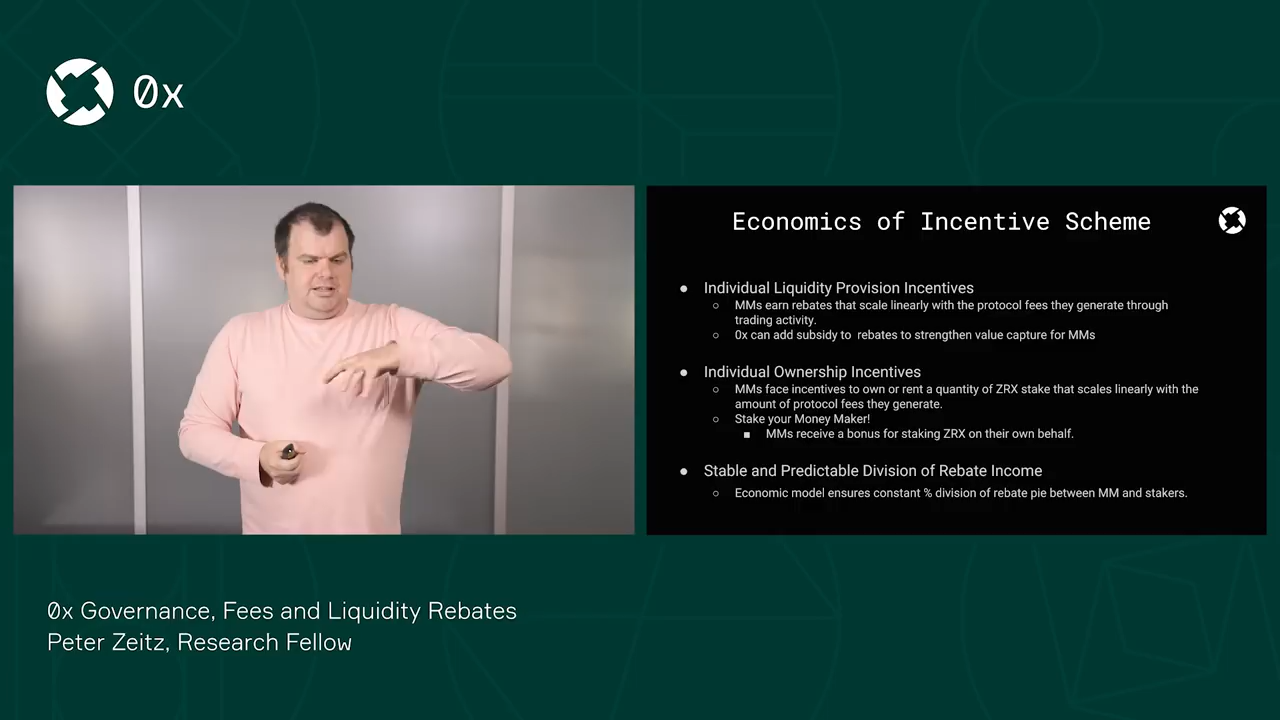 0x
Economics of Incentive Scheme
● Individual Liquidity Provision Incentives
○ MMs earn rebates that scale linearly with the protocol fees they generate through
trading activity.
○ 0x can add subsidy to rebates to strengthen value capture for MMs
● Individual Ownership Incentives
○ MMs face incentives to own or rent a quantity of ZRX stake that scales linearly with the
amount of protocol fees they generate.
○ Stake your Money Maker!
■ MMs receive a bonus for staking ZRX on their own behalf.
● Stable and Predictable Division of Rebate Income
○ Economic model ensures constant % division of rebate pie between MM and stakers.
0x Governance, Fees and Liquidity Rebates
Peter Zeitz, Research Fellow